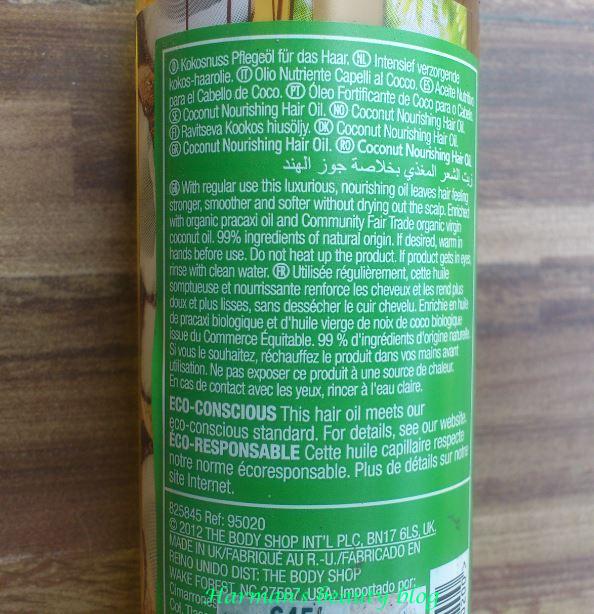 Ⓓ Kokosnuss Pflegeöl für das Haar. ⓃⓁ Intensief verzorgende
kokos-haarolie. ⒾⓉ Olio Nutriente Capelli al Cocco. ⒺⓈ Aceite Nutritivo
para el Cabello de Coco. ⓅⓉ Óleo Fortificante de Coco para o Cabelo.
ⓈⒺ Coconut Nourishing Hair Oil. ⓃⓄ Coconut Nourishing Hair Oil.
ⒻⒾ Ravitseva Kookos hiusöljy. ⒹⓀ Coconut Nourishing Hair Oil.
ⒼⓇ Coconut Nourishing Hair Oil. ⓇⓄ Coconut Nourishing Hair Oil.
زيت الشعر المغذي بخلاصة جوز الهند
ⒼⒷ With regular use this luxurious, nourishing oil leaves hair feeling
stronger, smoother and softer without drying out the scalp. Enriched
with organic pracaxi oil and Community Fair Trade organic virgin
coconut oil. 99% ingredients of natural origin. If desired, warm in
hands before use. Do not heat up the product. If product gets in eyes,
rinse with clean water. ⒻⓇ Utilisée régulièrement, cette huile
somptueuse et nourrissante renforce les cheveux et les rend plus
doux et plus lisses, sans dessécher le cuir chevelu. Enrichie en huile
de pracaxi biologique et d'huile vierge de noix de coco biologique
issue du Commerce Équitable. 99 % d'ingrédients d'origine naturelle.
Si vous le souhaitez, réchauffez le produit dans vos mains avant
utilisation. Ne pas exposer ce produit à une source de chaleur.
En cas de contact avec les yeux, rincer à l'eau claire.
ECO-CONSCIOUS This hair oil meets our
eco-conscious standard. For details, see our website.
ÉCO-RESPONSABLE Cette huile capillaire respecte
notre norme écoresponsable. Plus de détails sur notre
site Internet.
825845 Ref: 95020
© 2012 THE BODY SHOP INT'L PLC, BN17 6LS, UK.
MADE IN UK/FABRIQUÉ AU R.-U./FABRICADO EN
REINO UNIDO DIST: THE BODY SHOP
WAKE FOREST, NC 27587, USA. Importado por:
Harman's Beauty blog